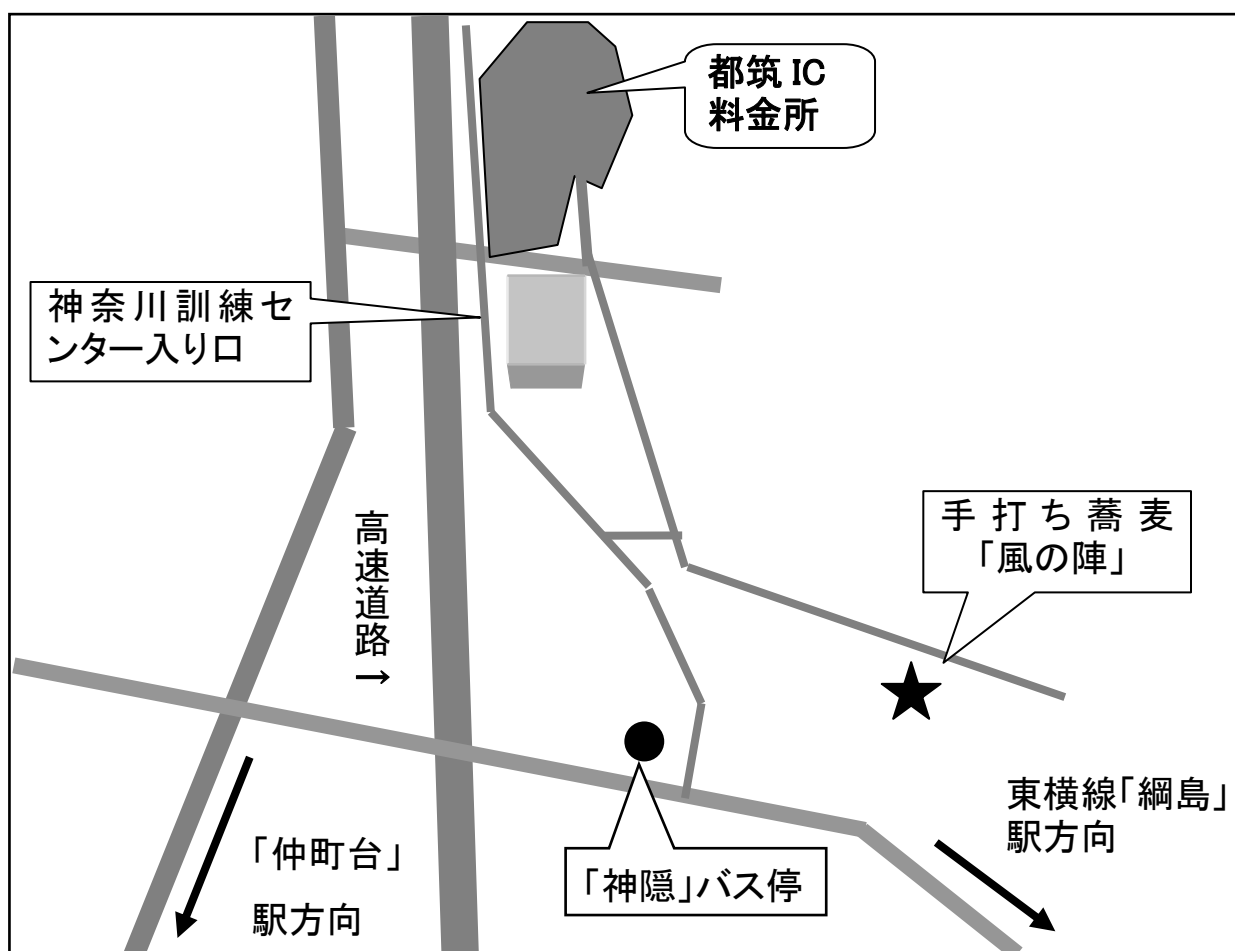 都筑 IC
料金所
神奈川訓練セ
ンター入り口
手打ち蕎麦
「風の陣」
高速道路→
東横線「綱島」
駅方向
「仲町台」
駅方向
「神隠」バス停